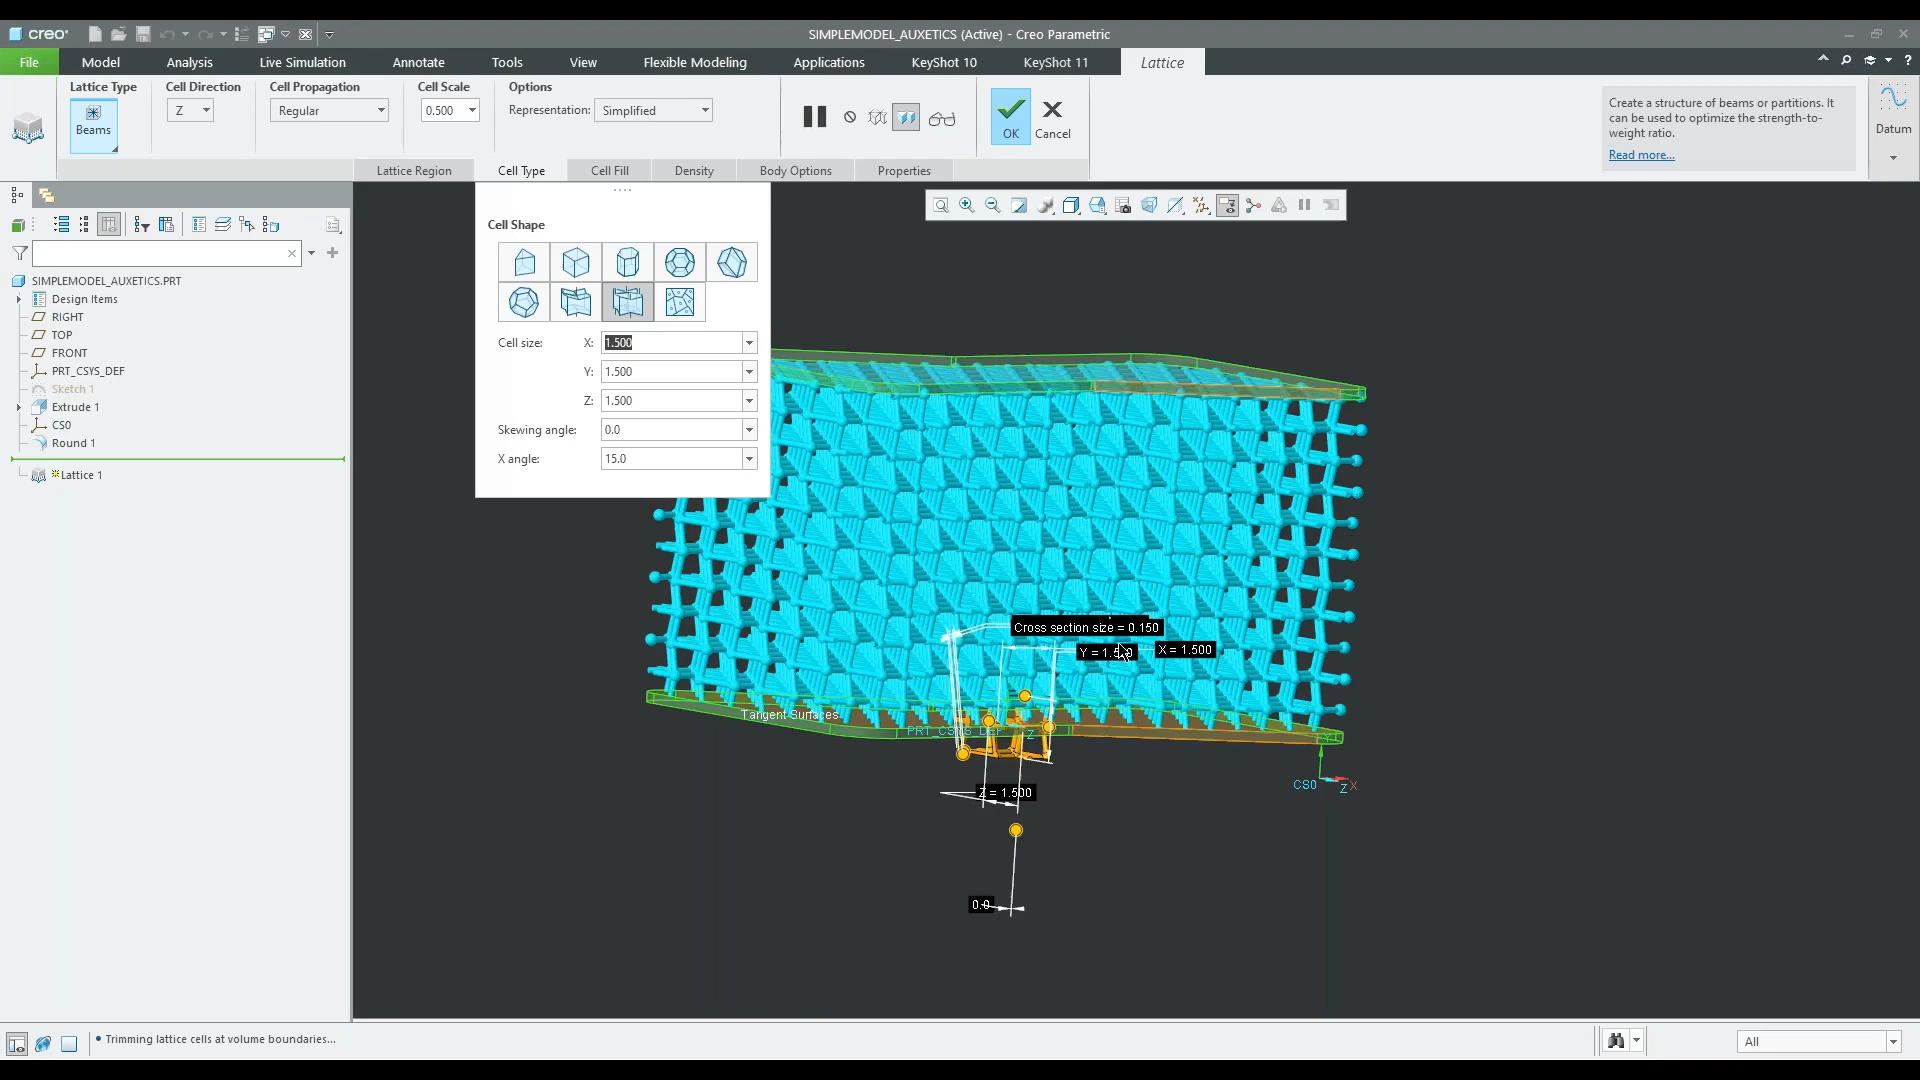 creo
SIMPLEMODEL_AUXETICS (Active) - Creo Parametric
File Model Analysis Live Simulation Annotate Tools View Flexible Modeling Applications KeyShot 10 KeyShot 11 Lattice
Lattice Type Cell Direction Cell Propagation Cell Scale Options
Beams Z Regular 0.500 Representation: Simplified OK Cancel
Create a structure of beams or partitions. It
can be used to optimize the strength-to-
weight ratio.
Read more...
Datum
Lattice Region Cell Type Cell Fill Density Body Options Properties
SIMPLEMODEL_AUXETICS.PRT
Design Items
RIGHT
TOP
FRONT
PRT_CSYS_DEF
Sketch 1
Extrude 1
CS0
Round 1
Lattice 1
Cell Shape
Cell size: X: 1.500
Y: 1.500
Z: 1.500
Skewing angle: 0.0
X angle: 15.0
Cross section size = 0.150
Y = 1.500 X = 1.500
Tangent Surfaces
PRT_CSYS_DEF Z
Y
CS0 Z X
Z = 1.500
0.0
Trimming lattice cells at volume boundaries...
All